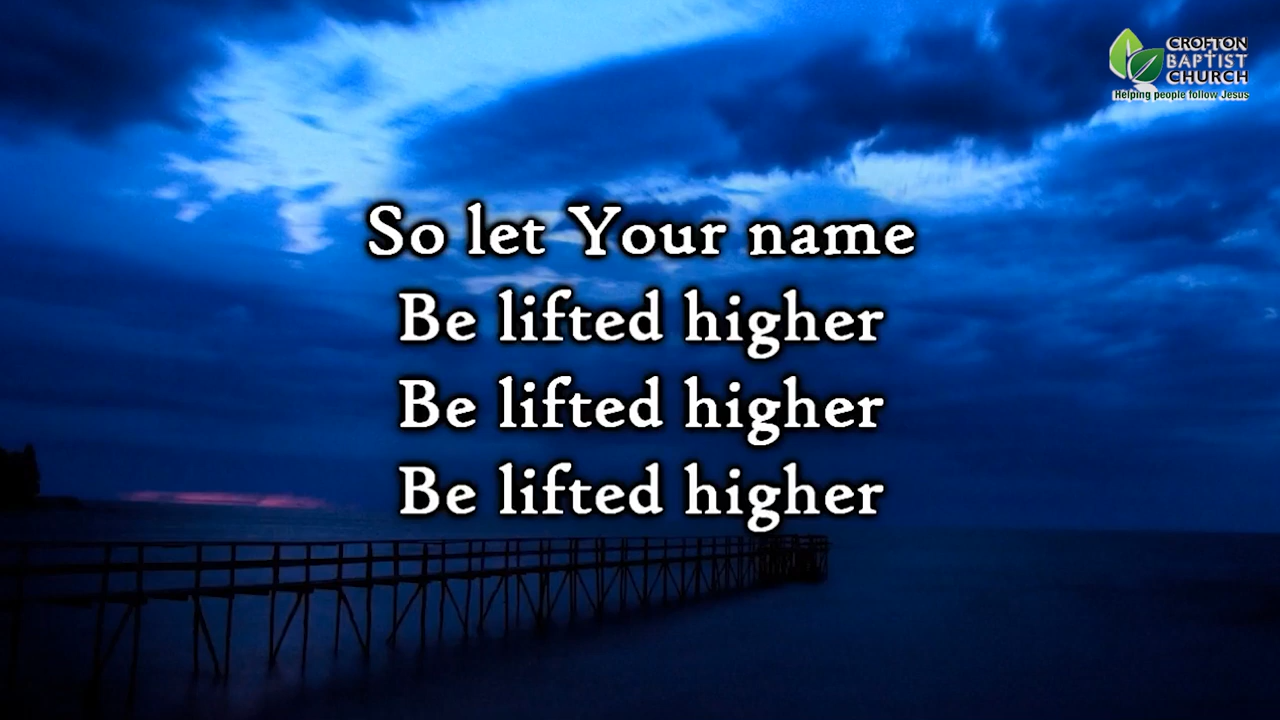 CROFTON
BAPTIST
CHURCH
Helping people follow Jesus
So let Your name
Be lifted higher
Be lifted higher
Be lifted higher